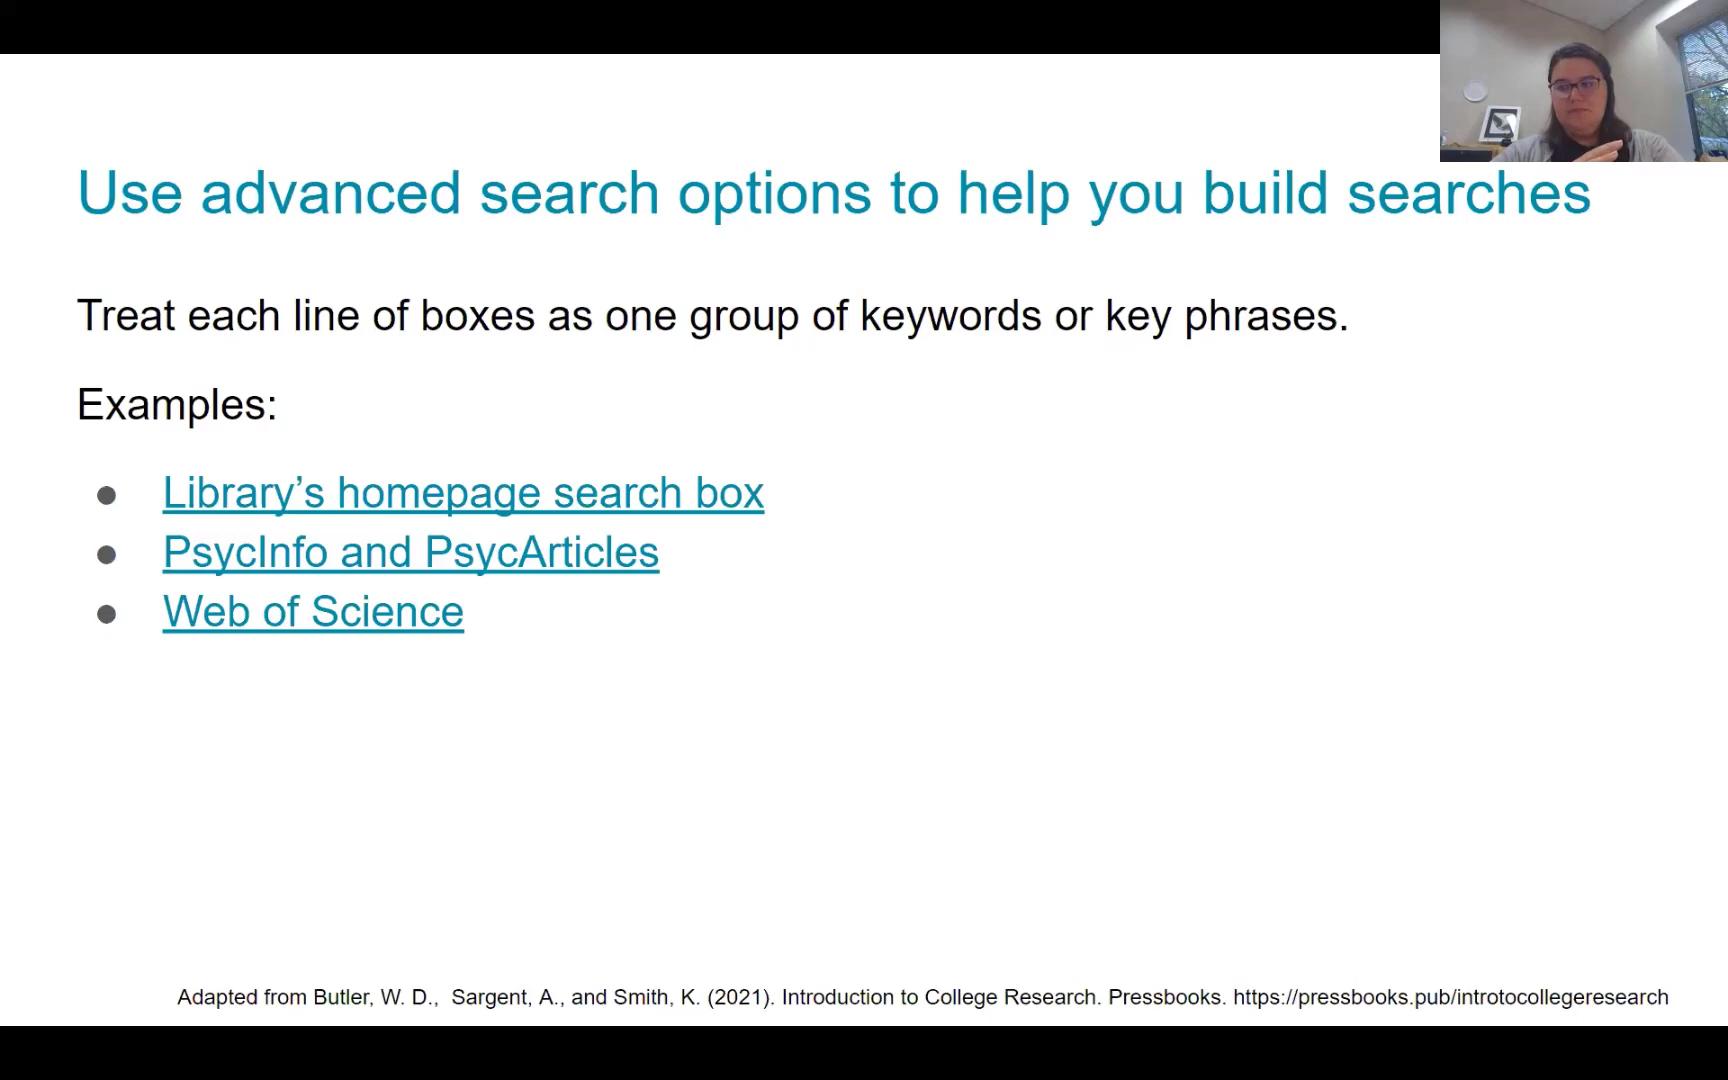 Use advanced search options to help you build searches
Treat each line of boxes as one group of keywords or key phrases.
Examples:
● Library’s homepage search box
● PsycInfo and PsycArticles
● Web of Science
Adapted from Butler, W. D.,  Sargent, A., and Smith, K. (2021). Introduction to College Research. Pressbooks. https://pressbooks.pub/introtocollegeresearch